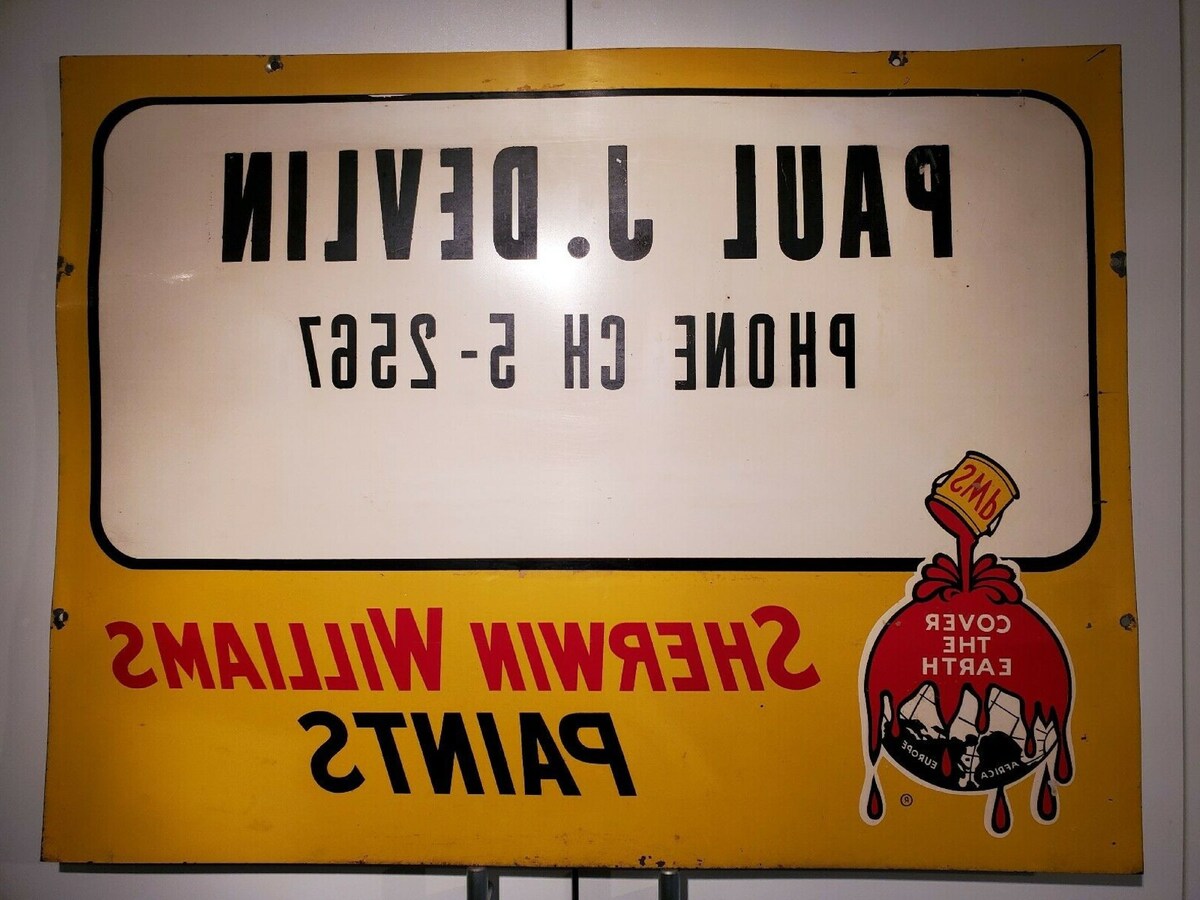 PAUL J. DEVLIN
PHONE CH 5-2567
SWP
COVER
THE
EARTH
EUROPE
AFRICA
SHERWIN WILLIAMS
PAINTS
®